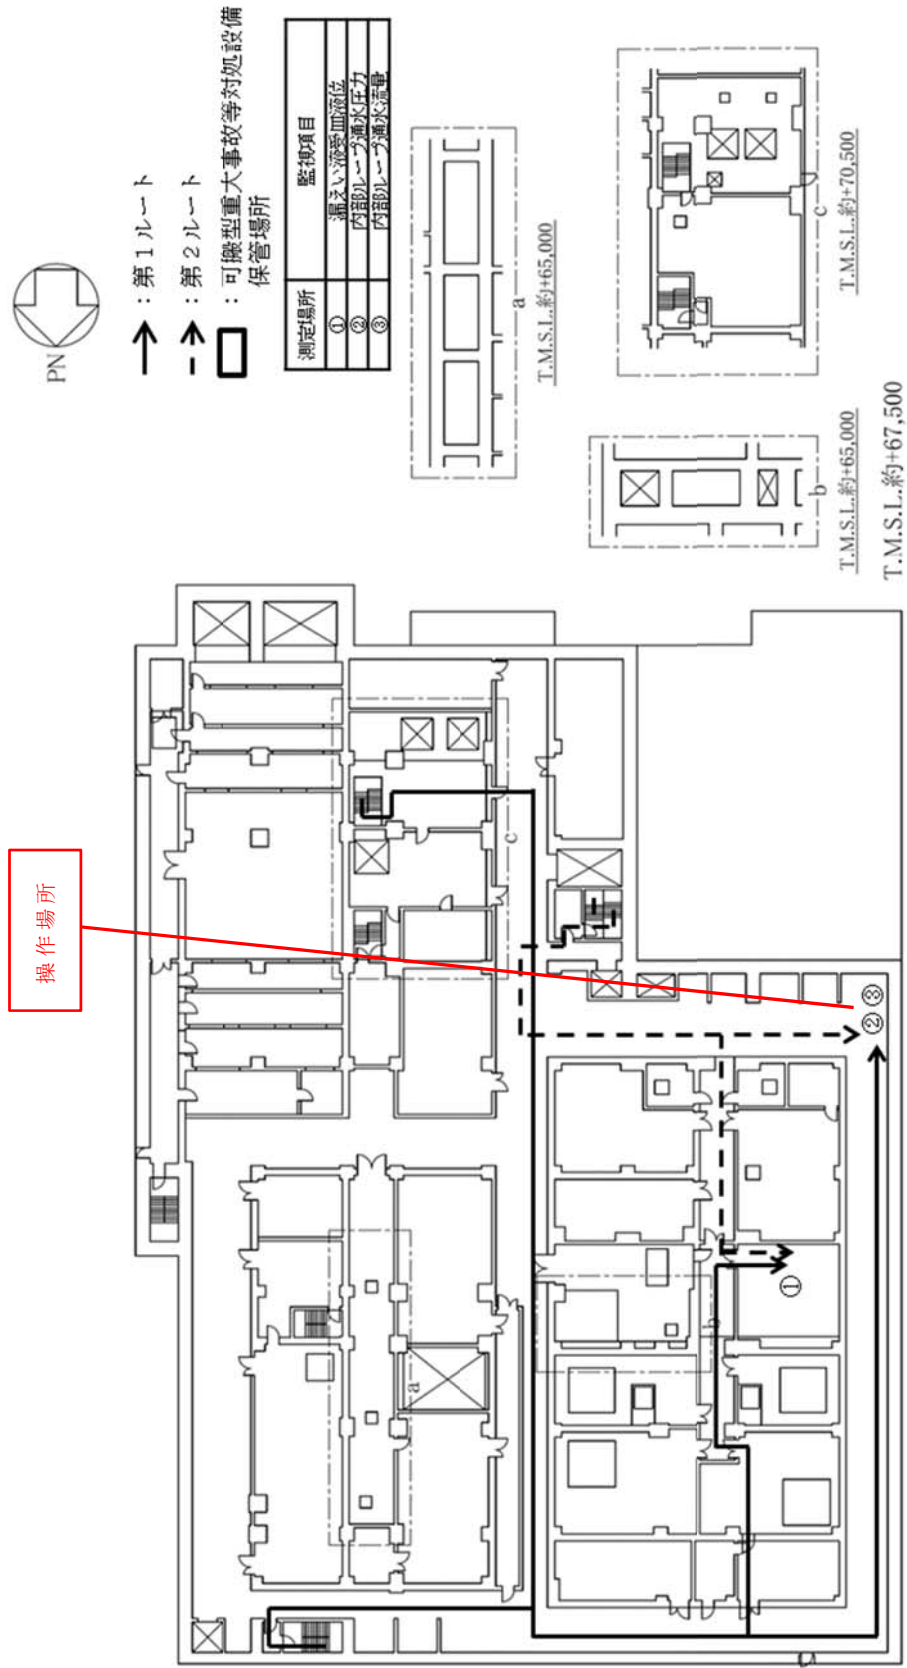 PN
：第１ルート
：第２ルート
：可搬型重大事故等対処設備
保管場所
測定場所 監視項目
① 漏えい液受皿液位
② 内部ループ通水圧力
③ 内部ループ通水流量
a
T.M.S.L.約+65,000
c
T.M.S.L.約+70,500
b
T.M.S.L.約+65,000
T.M.S.L.約+67,500
操作場所
c
a
b
①
② ③